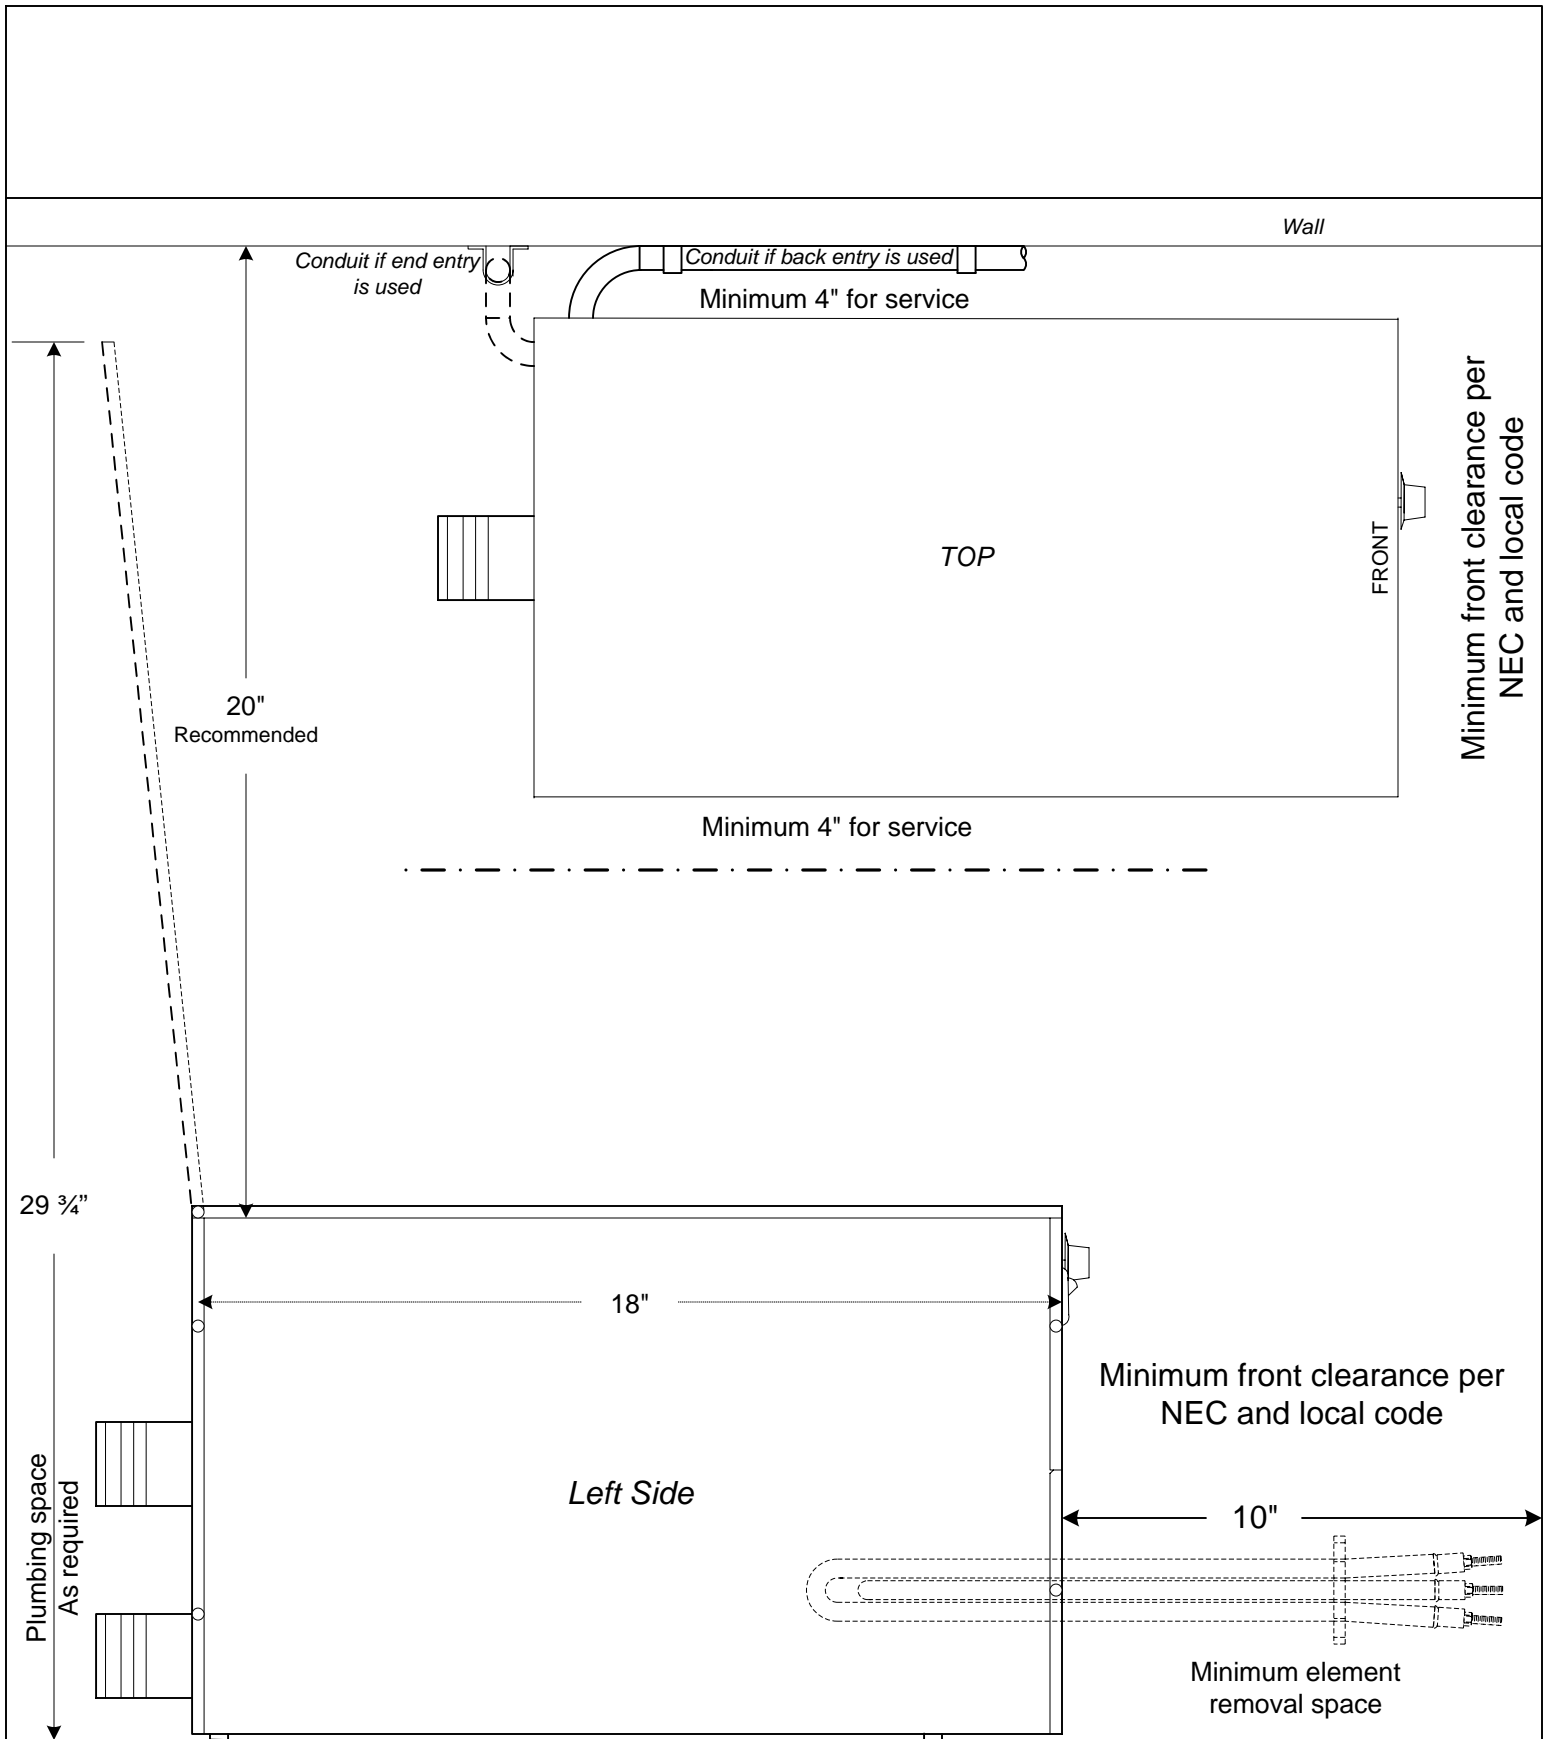 Wall
Conduit if end entry
is used
Conduit if back entry is used
Minimum 4" for service
Minimum front clearance per
NEC and local code
TOP
FRONT
20"
Recommended
Minimum 4" for service
29 ¾”
18"
Minimum front clearance per
NEC and local code
Left Side
10"
Plumbing space
As required
Minimum element
removal space